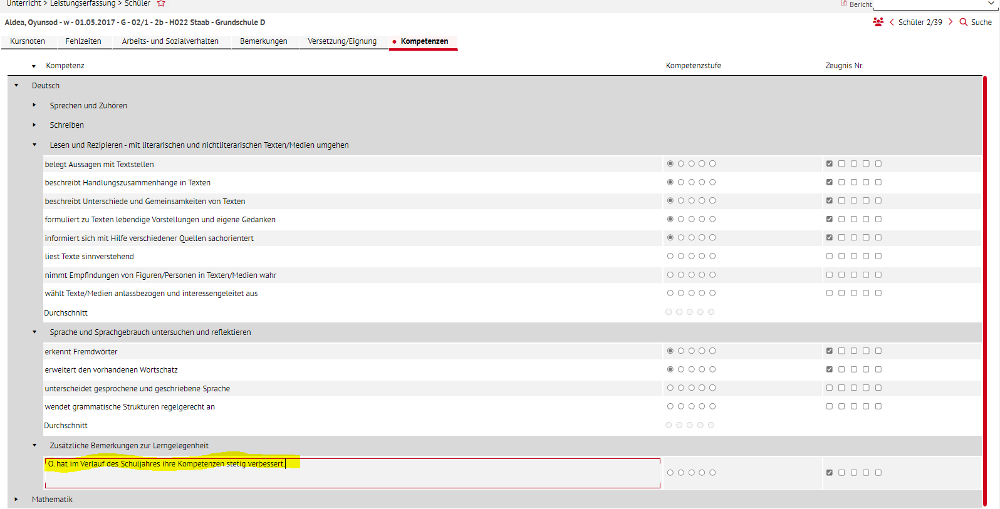 Unterricht > Leistungserfassung > Schüler
Bericht
Aldea, Oyunsod - w - 01.05.2017 - G - 02/1 - 2b - H022 Staab - Grundschule D
Schüler 2/39
Suche
Kursnoten
Fehlzeiten
Arbeits- und Sozialverhalten
Bemerkungen
Versetzung/Eignung
Kompetenzen
Kompetenz
Kompetenzstufe
Zeugnis Nr.
Deutsch
Sprechen und Zuhören
Schreiben
Lesen und Rezipieren - mit literarischen und nichtliterarischen Texten/Medien umgehen
belegt Aussagen mit Textstellen
beschreibt Handlungszusammenhänge in Texten
beschreibt Unterschiede und Gemeinsamkeiten von Texten
formuliert zu Texten lebendige Vorstellungen und eigene Gedanken
informiert sich mit Hilfe verschiedener Quellen sachorientert
liest Texte sinnverstehend
nimmt Empfindungen von Figuren/Personen in Texten/Medien wahr
wählt Texte/Medien anlassbezogen und interessengeleitet aus
Durchschnitt
Sprache und Sprachgebrauch untersuchen und reflektieren
erkennt Fremdwörter
erweitert den vorhandenen Wortschatz
unterscheidet gesprochene und geschriebene Sprache
wendet grammatische Strukturen regelgerecht an
Durchschnitt
Zusätzliche Bemerkungen zur Lerngelegenheit
O. hat im Verlauf des Schuljahres ihre Kompetenzen stetig verbessert.
Mathematik